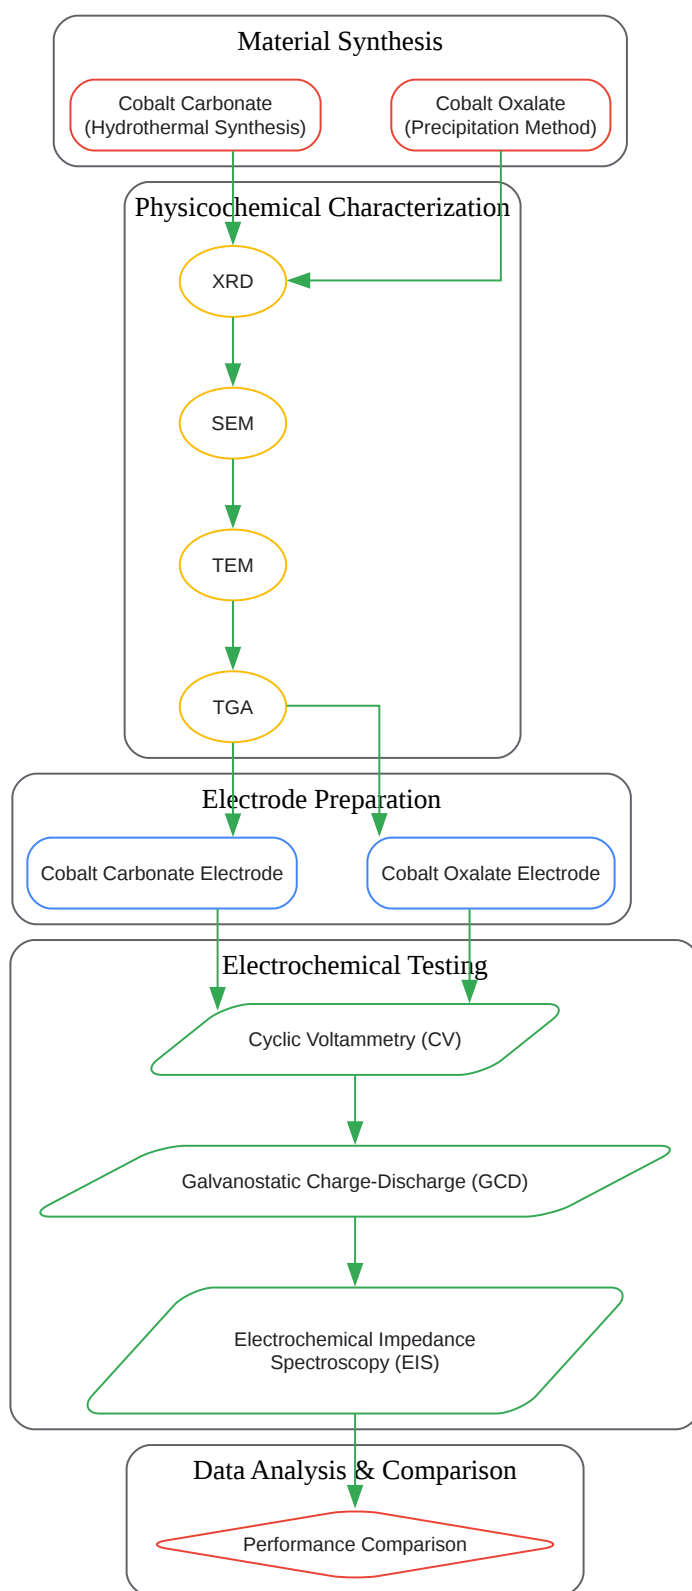 Material Synthesis
Cobalt Carbonate
(Hydrothermal Synthesis)
Cobalt Oxalate
(Precipitation Method)
Physicochemical Characterization
XRD
SEM
TEM
TGA
Electrode Preparation
Cobalt Carbonate Electrode
Cobalt Oxalate Electrode
Electrochemical Testing
Cyclic Voltammetry (CV)
Galvanostatic Charge-Discharge (GCD)
Electrochemical Impedance
Spectroscopy (EIS)
Data Analysis & Comparison
Performance Comparison